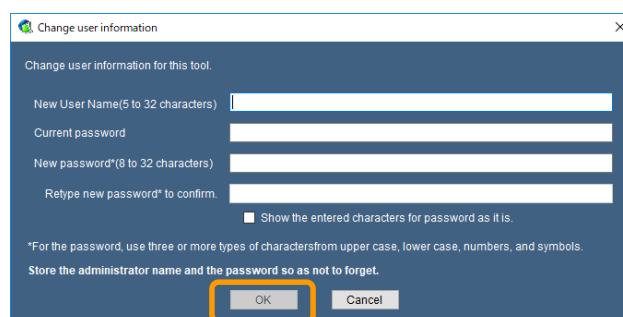 Change user information
Change user information for this tool.
New User Name(5 to 32 characters)
Current password
New password*(8 to 32 characters)
Retype new password* to confirm.
Show the entered characters for password as it is.
*For the password, use three or more types of charactersfrom upper case, lower case, numbers, and symbols.
Store the administrator name and the password so as not to forget.
OK Cancel